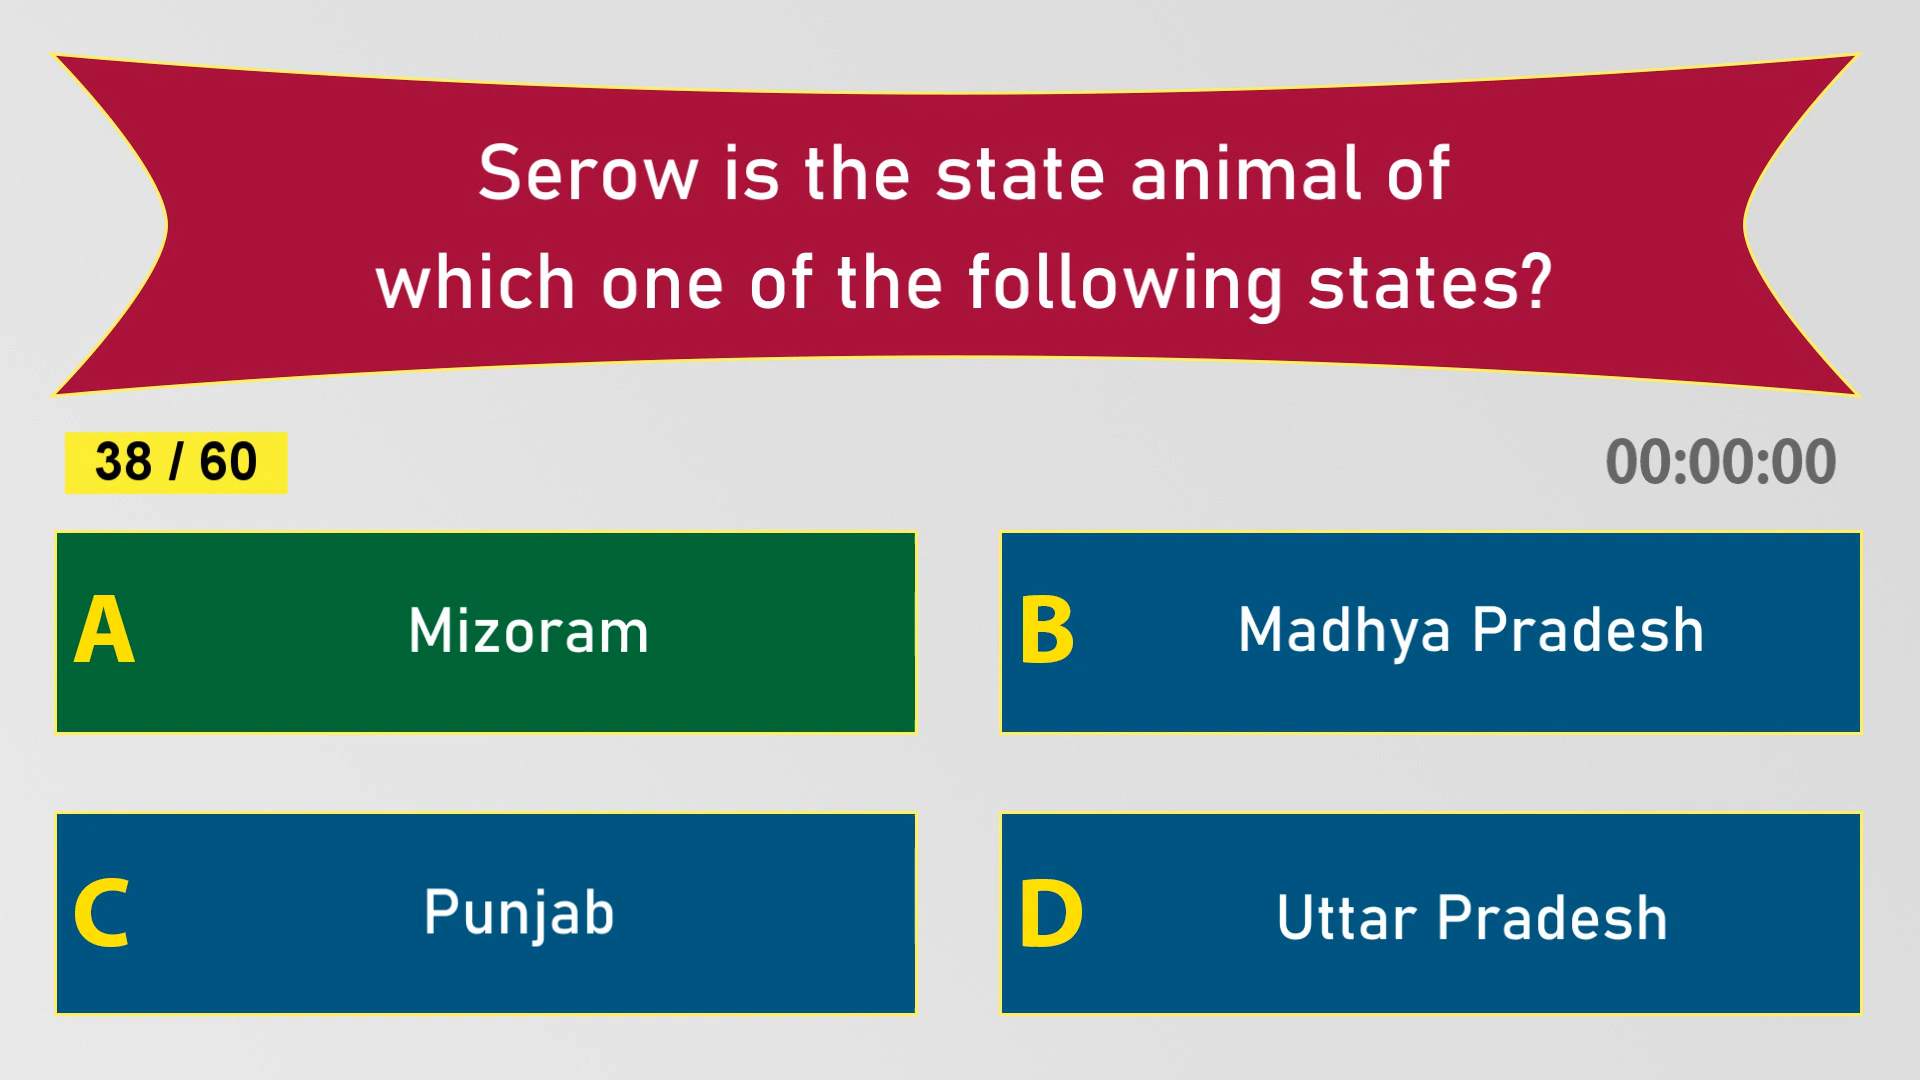 Serow is the state animal of
which one of the following states?
38 / 60
00:00:00
A Mizoram
B Madhya Pradesh
C Punjab
D Uttar Pradesh